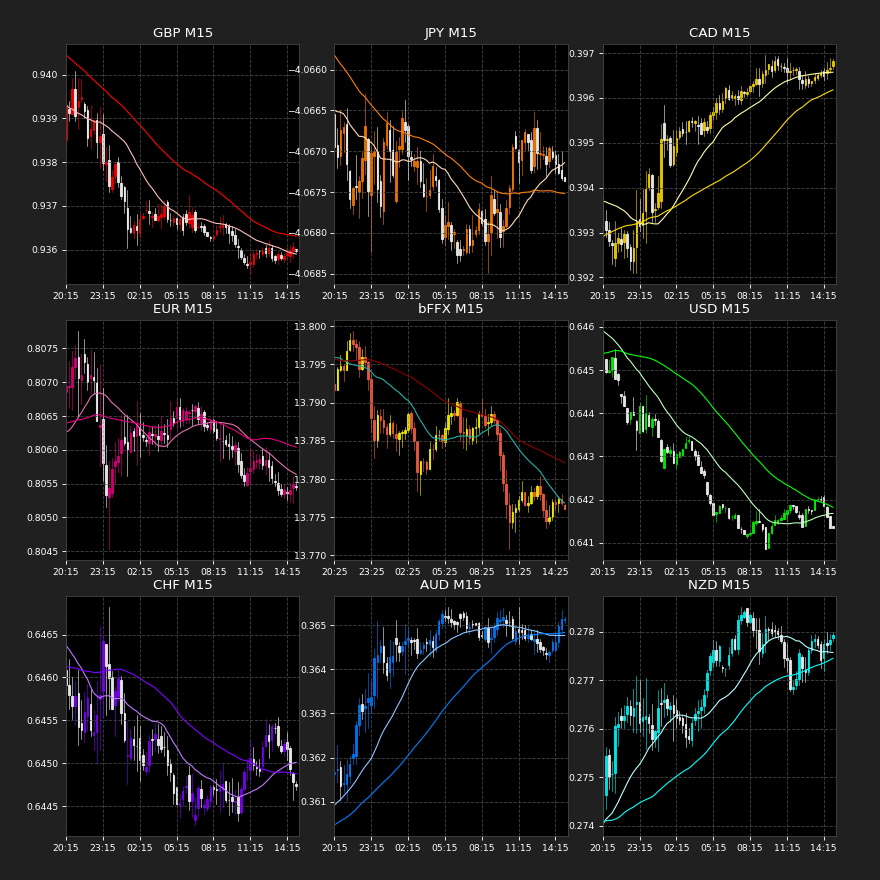 GBP M15
0.940
0.939
0.938
0.937
0.936
20:15 23:15 02:15 05:15 08:15 11:15 14:15
JPY M15
−4.0660
−4.0665
−4.0670
−4.0675
−4.0680
−4.0685
20:15 23:15 02:15 05:15 08:15 11:15 14:15
CAD M15
0.397
0.396
0.395
0.394
0.393
0.392
20:15 23:15 02:15 05:15 08:15 11:15 14:15
EUR M15
0.8075
0.8070
0.8065
0.8060
0.8055
0.8050
0.8045
20:15 23:15 02:15 05:15 08:15 11:15 14:15
bFFX M15
13.800
13.795
13.790
13.785
13.780
13.775
13.770
20:25 23:25 02:25 05:25 08:25 11:25 14:25
USD M15
0.646
0.645
0.644
0.643
0.642
0.641
20:15 23:15 02:15 05:15 08:15 11:15 14:15
CHF M15
0.6465
0.6460
0.6455
0.6450
0.6445
20:15 23:15 02:15 05:15 08:15 11:15 14:15
AUD M15
0.365
0.364
0.363
0.362
0.361
20:15 23:15 02:15 05:15 08:15 11:15 14:15
NZD M15
0.278
0.277
0.276
0.275
0.274
20:15 23:15 02:15 05:15 08:15 11:15 14:15